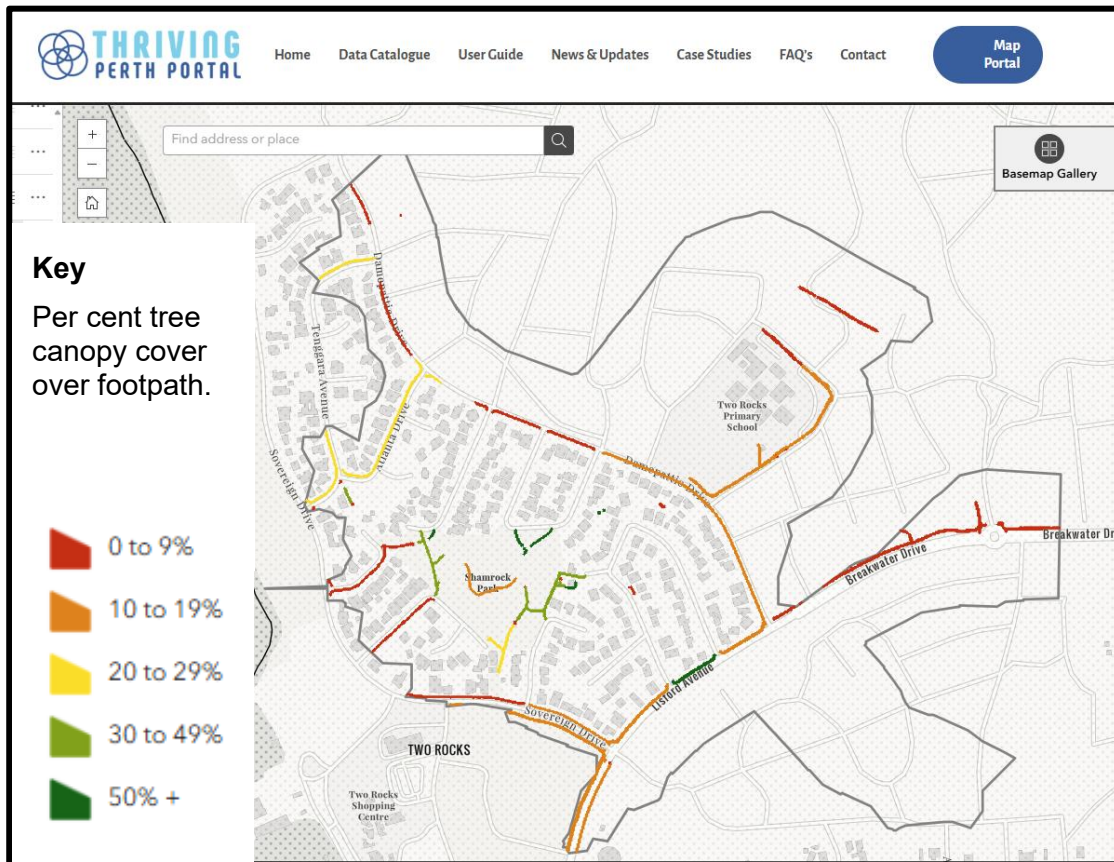 THRIVING
PERTH PORTAL
Home
Data Catalogue
User Guide
News & Updates
Case Studies
FAQ's
Contact
Map
Portal
+
Find address or place
−
Basemap Gallery
Key
Per cent tree
canopy cover
over footpath.
0 to 9%
10 to 19%
20 to 29%
30 to 49%
50% +
Damopattie Drive
Tenggara Avenue
Atlanta Drive
Sovereign Drive
Two Rocks
Primary
School
Damopattie Drive
Breakwater Drive
Breakwater Dr
Shamrock
Park
Lisford Avenue
Sovereign Drive
TWO ROCKS
Two Rocks
Shopping
Centre